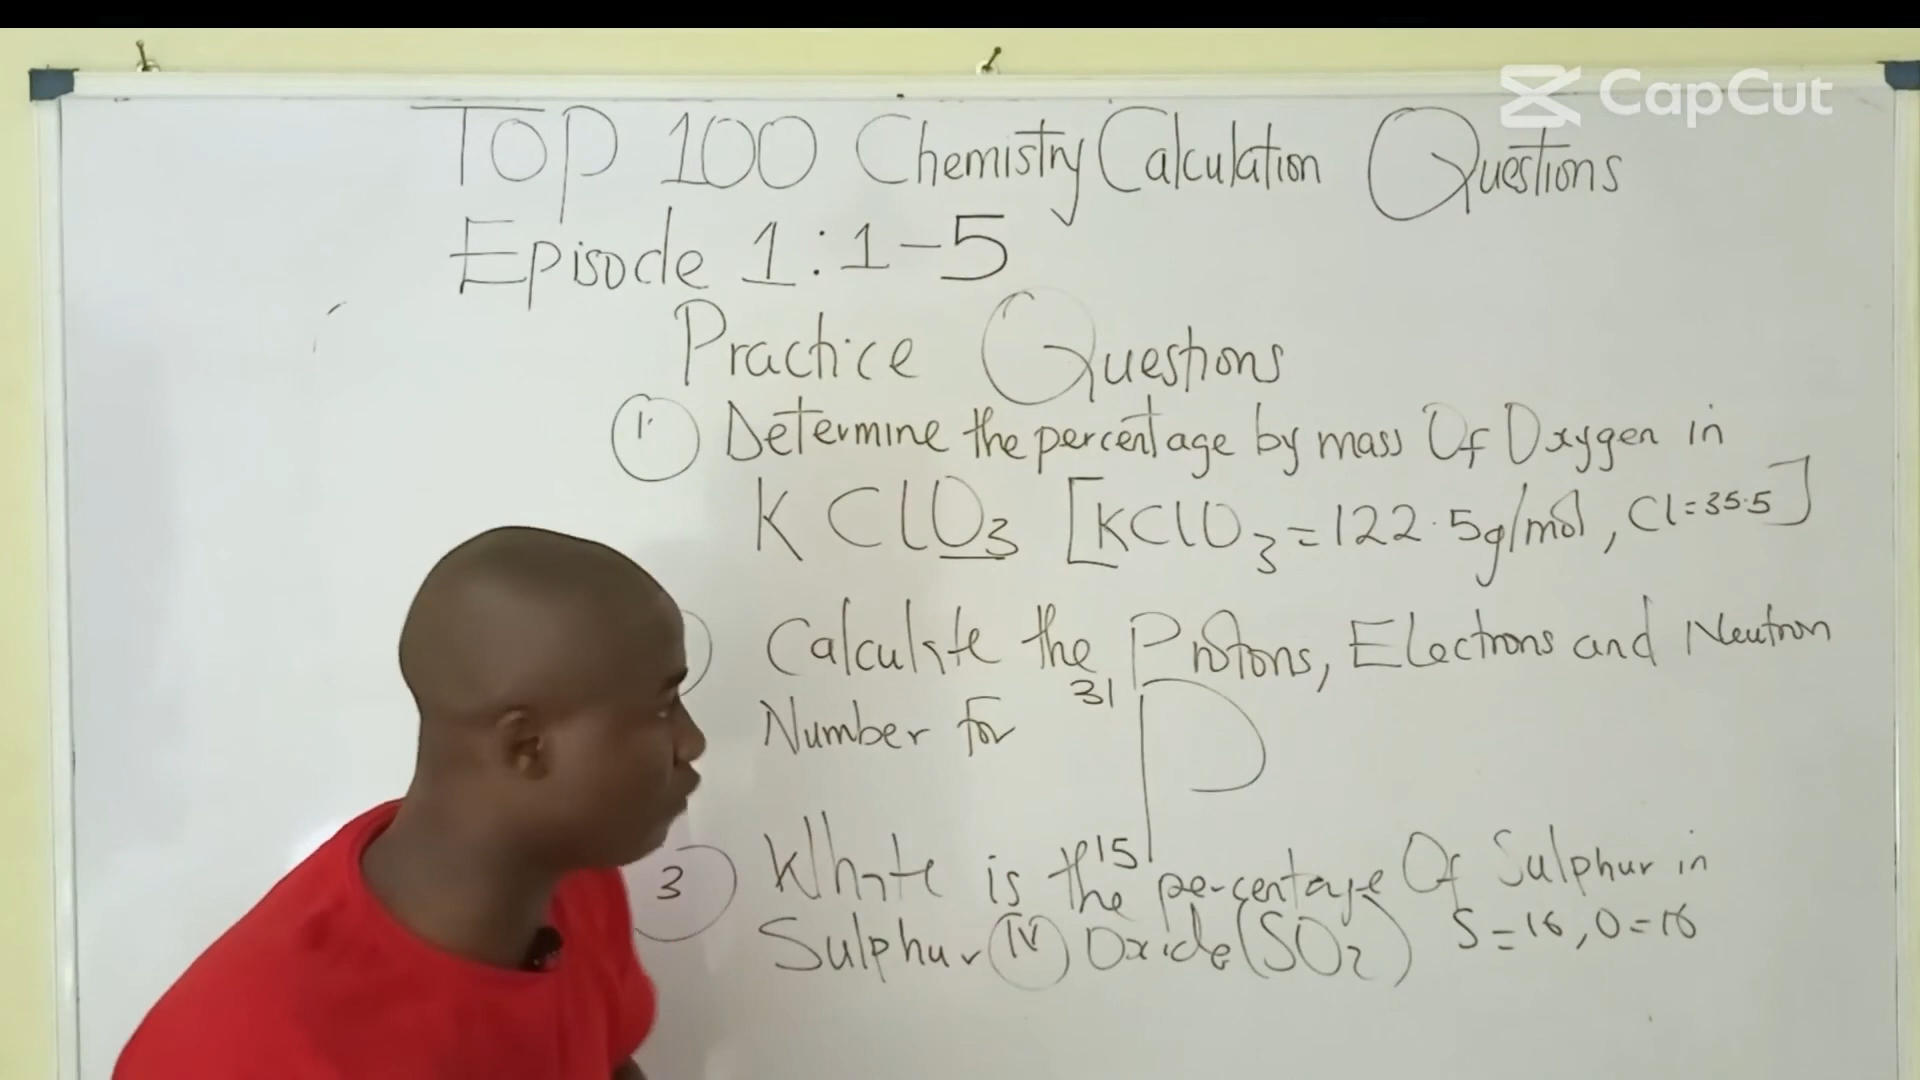 CapCut
TOP 100 Chemistry Calculation Questions
Episode 1:1-5
Practice Questions
1. Determine the percentage by mass Of Oxygen in
KClO3 [KClO3=122.5g/mol, Cl=35.5]
Calculate the Protons, Electrons and Neutron
Number for 31 P 15
3 Whate is the percentage Of Sulphur in
Sulphur (IV) Oxide (SO2) S=16, O=16